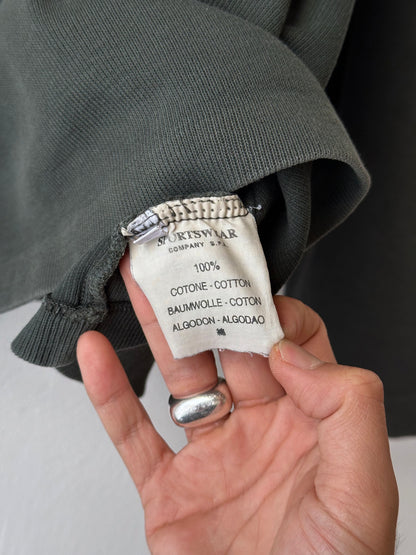 SPORTSWEAR
COMPANY S.P.A.
100%
COTONE - COTTON
BAUMWOLLE - COTON
ALGODON - ALGODAO